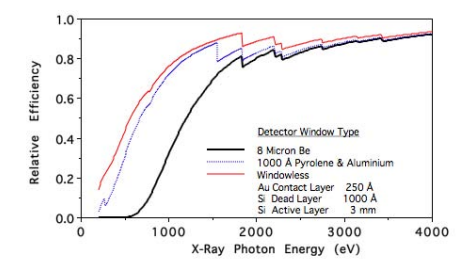 1.0
0.8
0.6
0.4
0.2
0.0
Relative Efficiency
Detector Window Type
8 Micron Be
1000 Å Pyrolene & Aluminium
Windowless
Au Contact Layer 250 Å
Si Dead Layer 1000 Å
Si Active Layer 3 mm
0 1000 2000 3000 4000
X-Ray Photon Energy (eV)